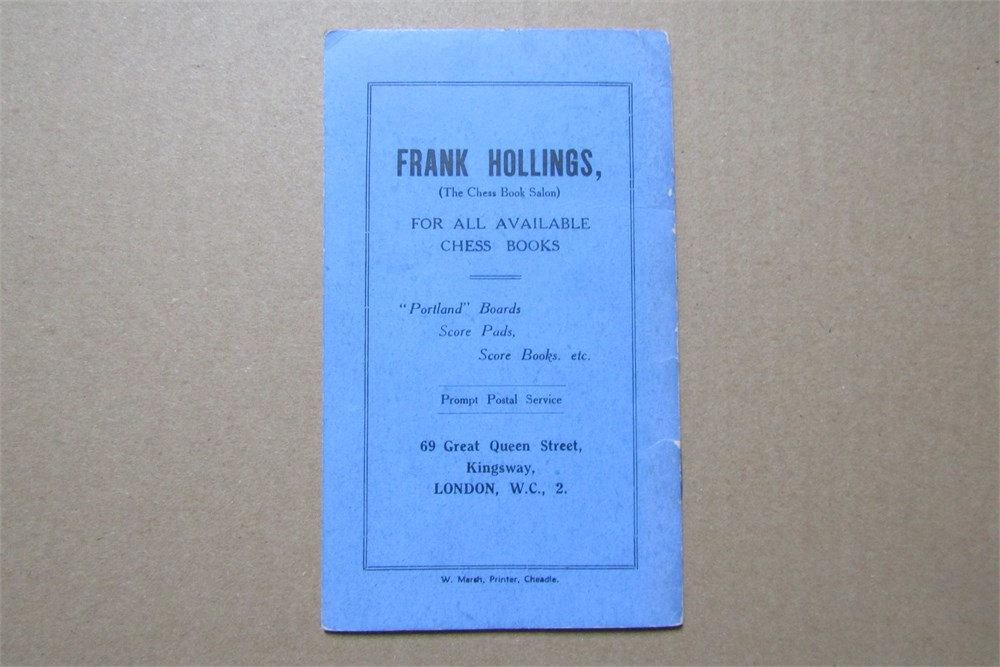 FRANK HOLLINGS,
(The Chess Book Salon)
FOR ALL AVAILABLE
CHESS BOOKS
"Portland" Boards
Score Pads,
Score Books. etc.
Prompt Postal Service
69 Great Queen Street,
Kingsway,
LONDON, W.C., 2.
W. Marsh, Printer, Cheadle.